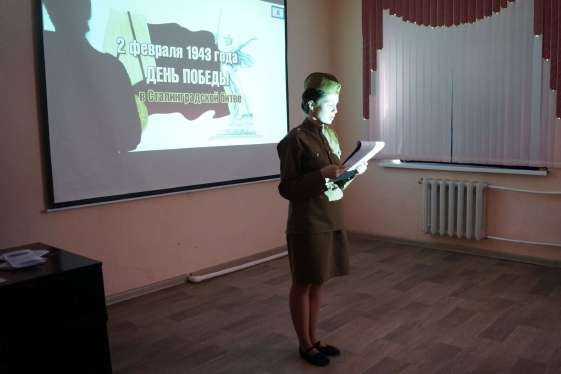 2 февраля 1943 года
ДЕНЬ ПОБЕДЫ
в Сталинградской битве